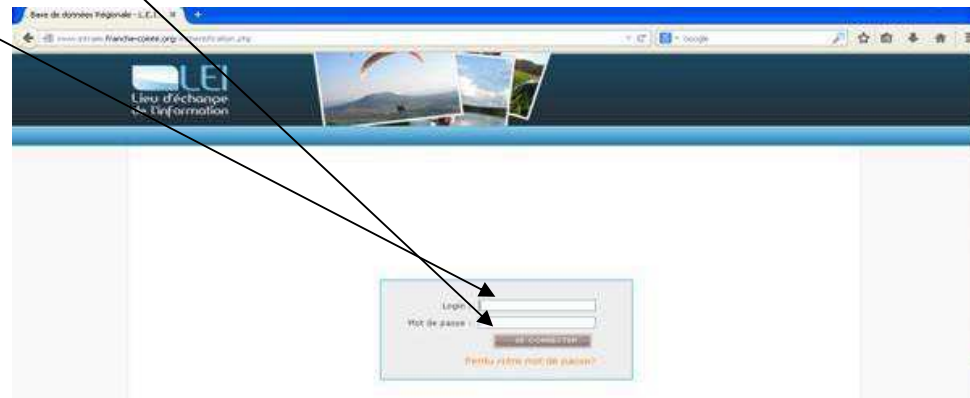 Base de données Régionale - L.E.I.
franche-comte.org
Google
LEI
Lieu d'échange
de l'information
Login :
Mot de passe :
SE CONNECTER
Perdu votre mot de passe?